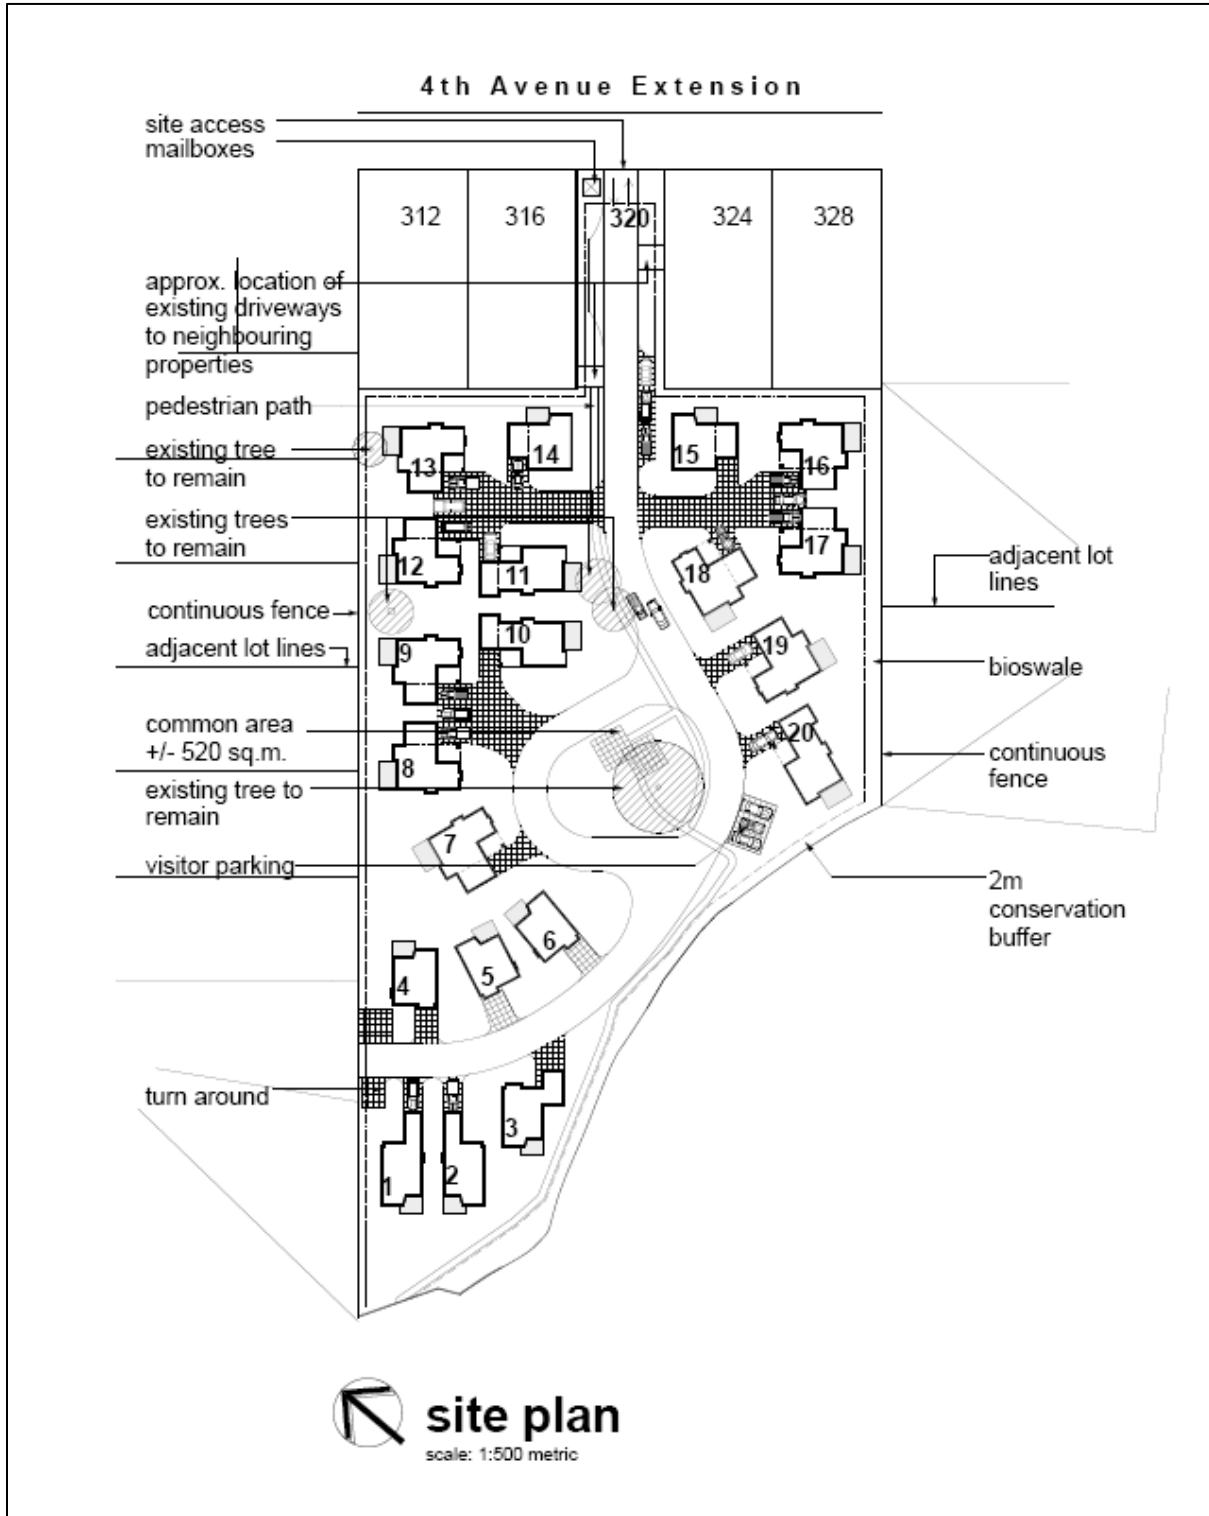 4th Avenue Extension
site access
mailboxes
312
316
320
324
328
approx. location of
existing driveways
to neighbouring
properties
pedestrian path
existing tree
to remain
existing trees
to remain
continuous fence
adjacent lot lines
common area
+/- 520 sq.m.
existing tree to
remain
visitor parking
turn around
13
14
15
16
12
11
18
17
9
10
19
8
20
7
6
5
4
3
1
2
adjacent lot
lines
bioswale
continuous
fence
2m
conservation
buffer
site plan
scale: 1:500 metric